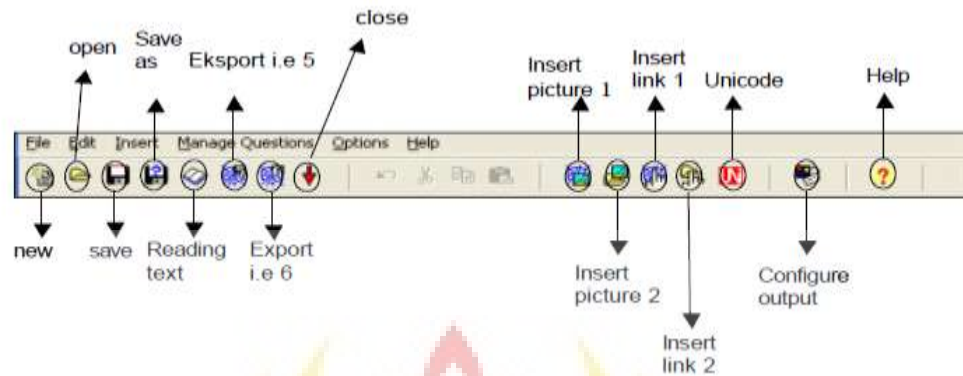 close
open
Save
as
Eksport i.e 5
Insert
picture 1
Insert
link 1
Unicode
Help
File Edit Insert Manage Questions Options Help
new
save
Reading
text
Export
i.e 6
Insert
picture 2
Configure
output
Insert
link 2